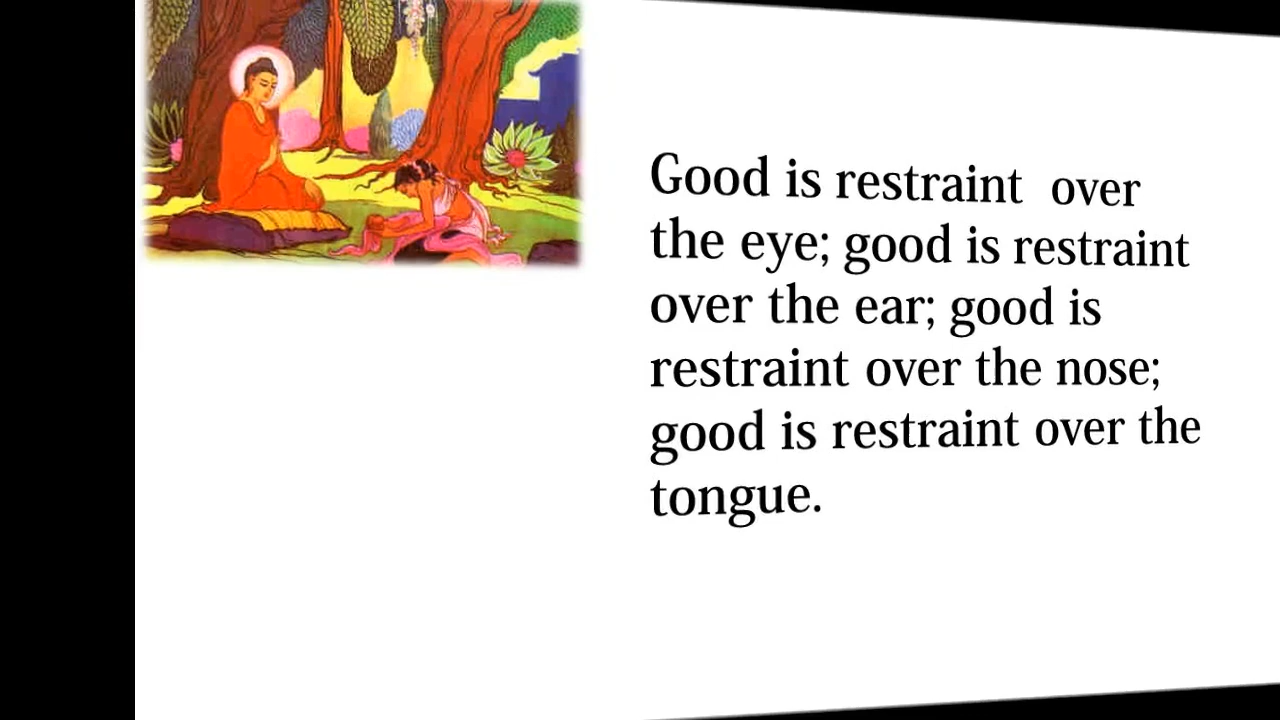 Good is restraint over
the eye; good is restraint
over the ear; good is
restraint over the nose;
good is restraint over the
tongue.